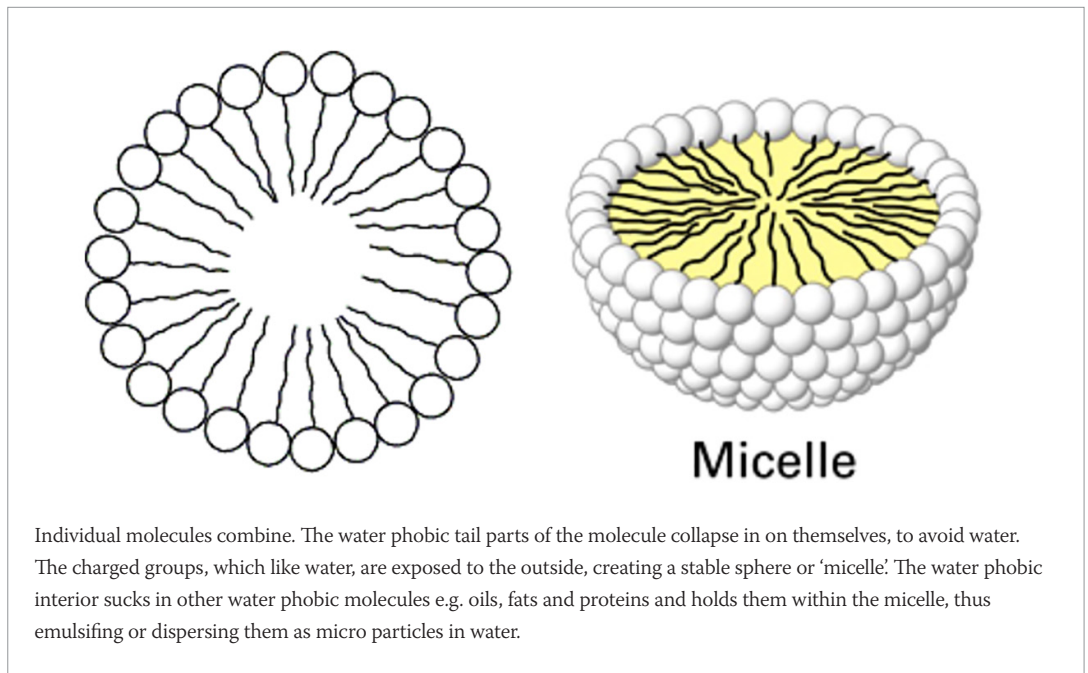 Micelle
Individual molecules combine. The water phobic tail parts of the molecule collapse in on themselves, to avoid water.
The charged groups, which like water, are exposed to the outside, creating a stable sphere or ‘micelle’. The water phobic
interior sucks in other water phobic molecules e.g. oils, fats and proteins and holds them within the micelle, thus
emulsifing or dispersing them as micro particles in water.